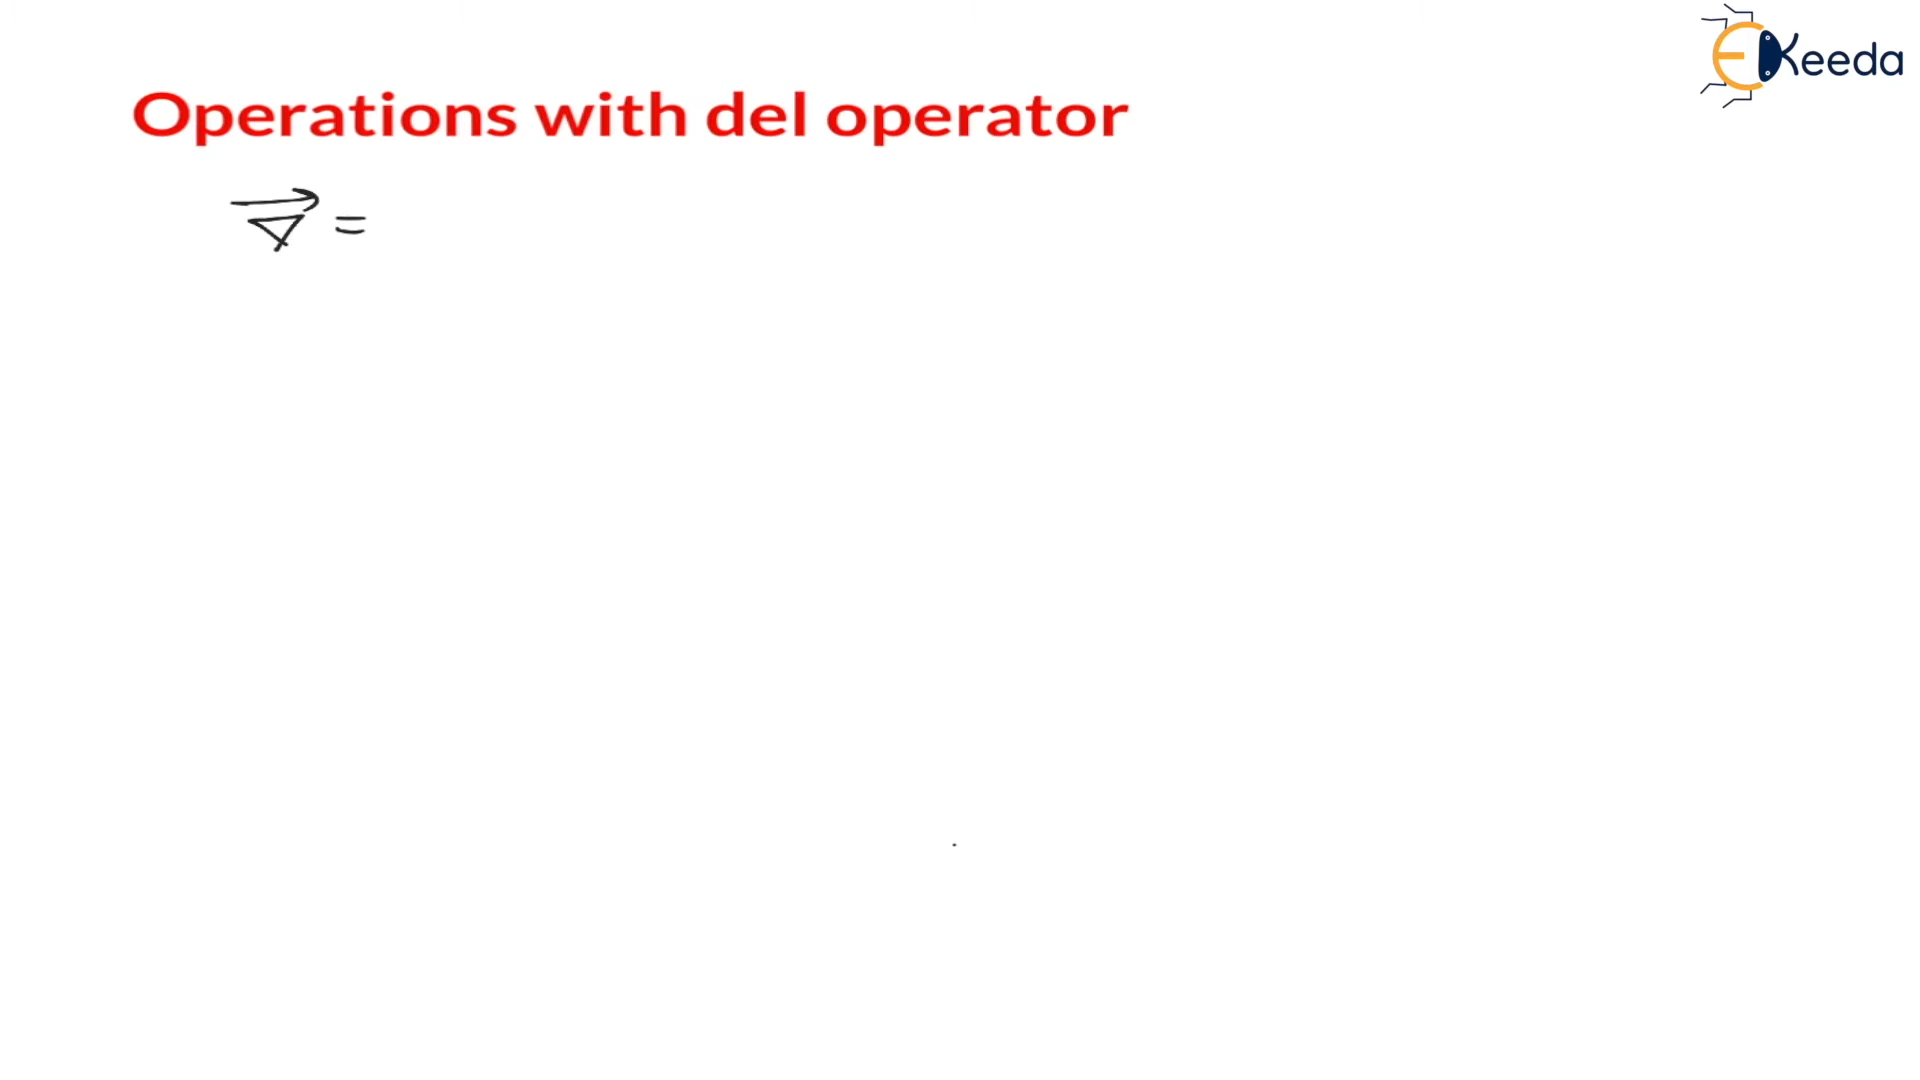 EKeeda
Operations with del operator
∇⃗ =